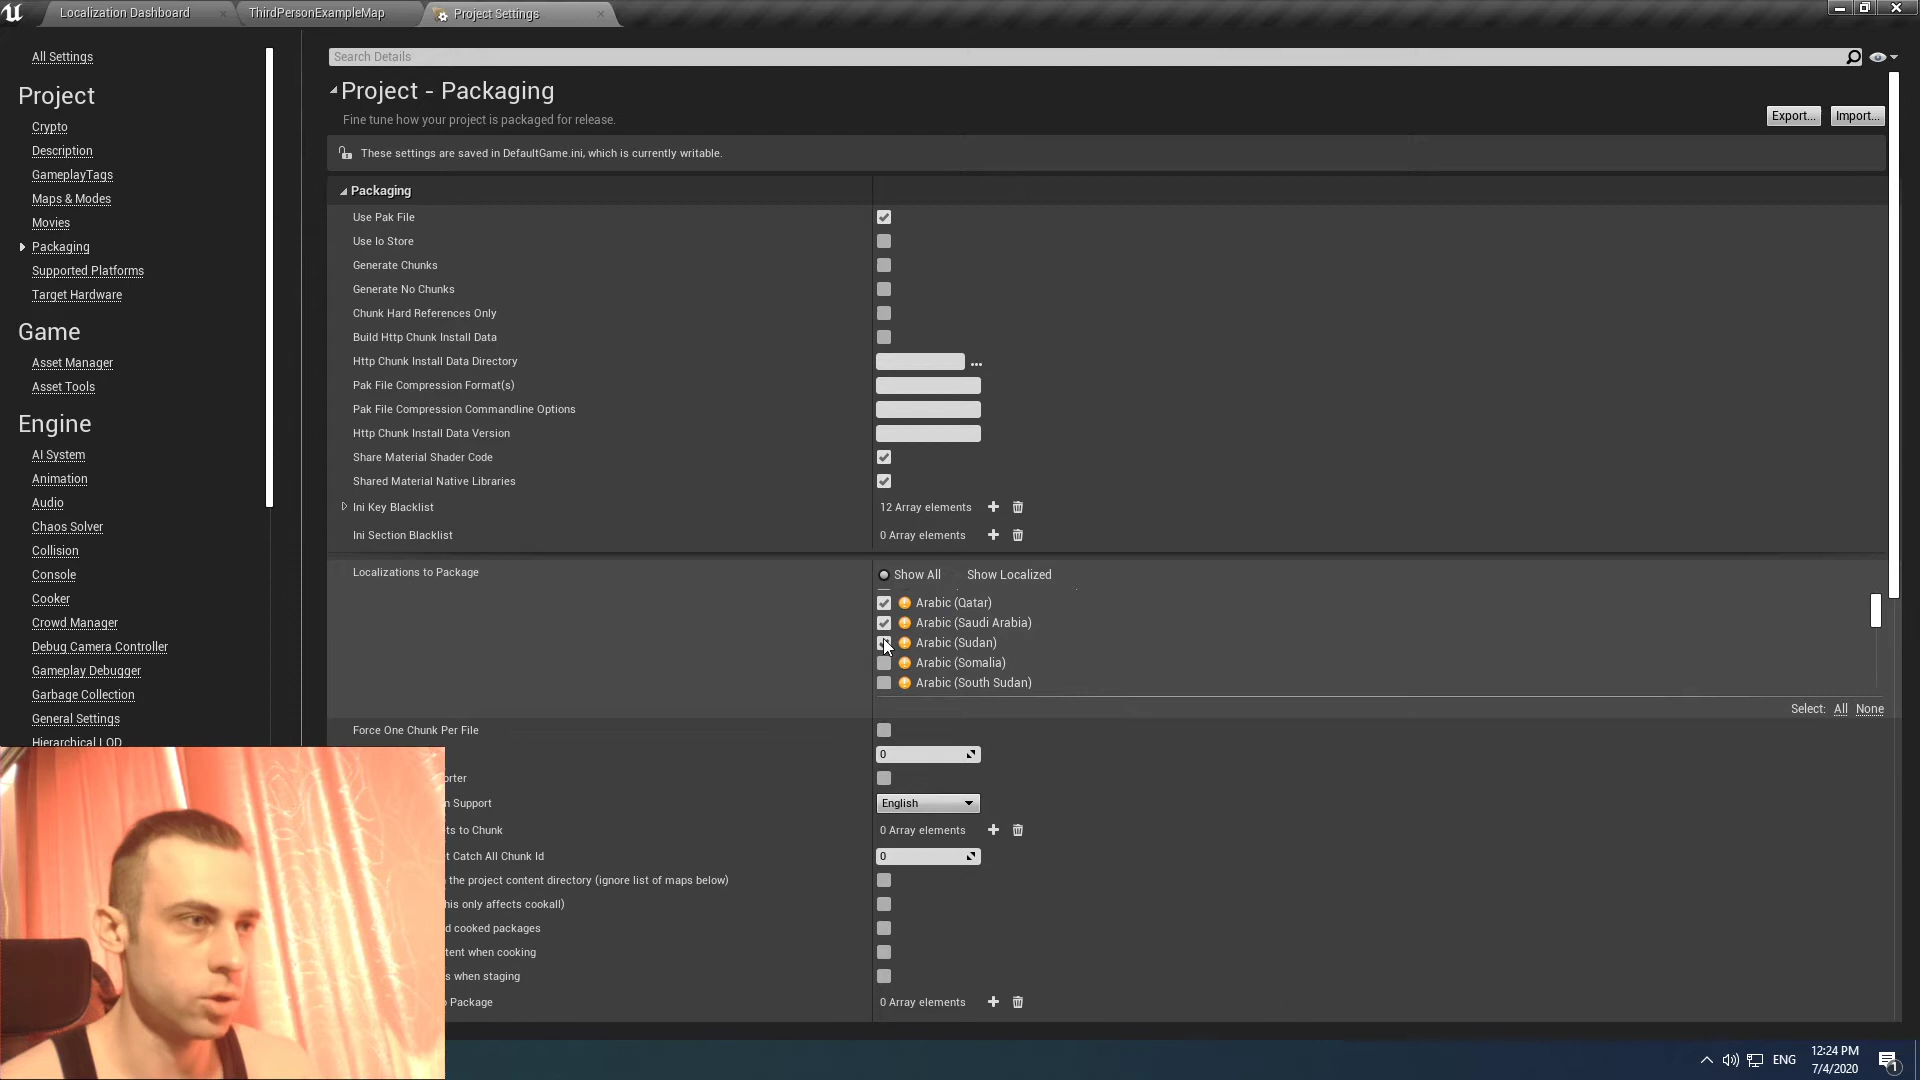 Localization Dashboard
ThirdPersonExampleMap
Project Settings
All Settings
Project
Crypto
Description
GameplayTags
Maps & Modes
Movies
Packaging
Supported Platforms
Target Hardware
Game
Asset Manager
Asset Tools
Engine
AI System
Animation
Audio
Chaos Solver
Collision
Console
Cooker
Crowd Manager
Debug Camera Controller
Gameplay Debugger
Garbage Collection
General Settings
Hierarchical LOD
Search Details
Project - Packaging
Fine tune how your project is packaged for release.
Export...
Import...
These settings are saved in DefaultGame.ini, which is currently writable.
Packaging
Use Pak File
Use Io Store
Generate Chunks
Generate No Chunks
Chunk Hard References Only
Build Http Chunk Install Data
Http Chunk Install Data Directory
...
Pak File Compression Format(s)
Pak File Compression Commandline Options
Http Chunk Install Data Version
Share Material Shader Code
Shared Material Native Libraries
Ini Key Blacklist
12 Array elements
Ini Section Blacklist
0 Array elements
Localizations to Package
Show All
Show Localized
Arabic (Qatar)
Arabic (Saudi Arabia)
Arabic (Sudan)
Arabic (Somalia)
Arabic (South Sudan)
Select: All None
Force One Chunk Per File
0
orter
n Support
English
ts to Chunk
0 Array elements
t Catch All Chunk Id
0
the project content directory (ignore list of maps below)
his only affects cookall)
d cooked packages
tent when cooking
s when staging
Package
0 Array elements
ENG
12:24 PM
7/4/2020
1